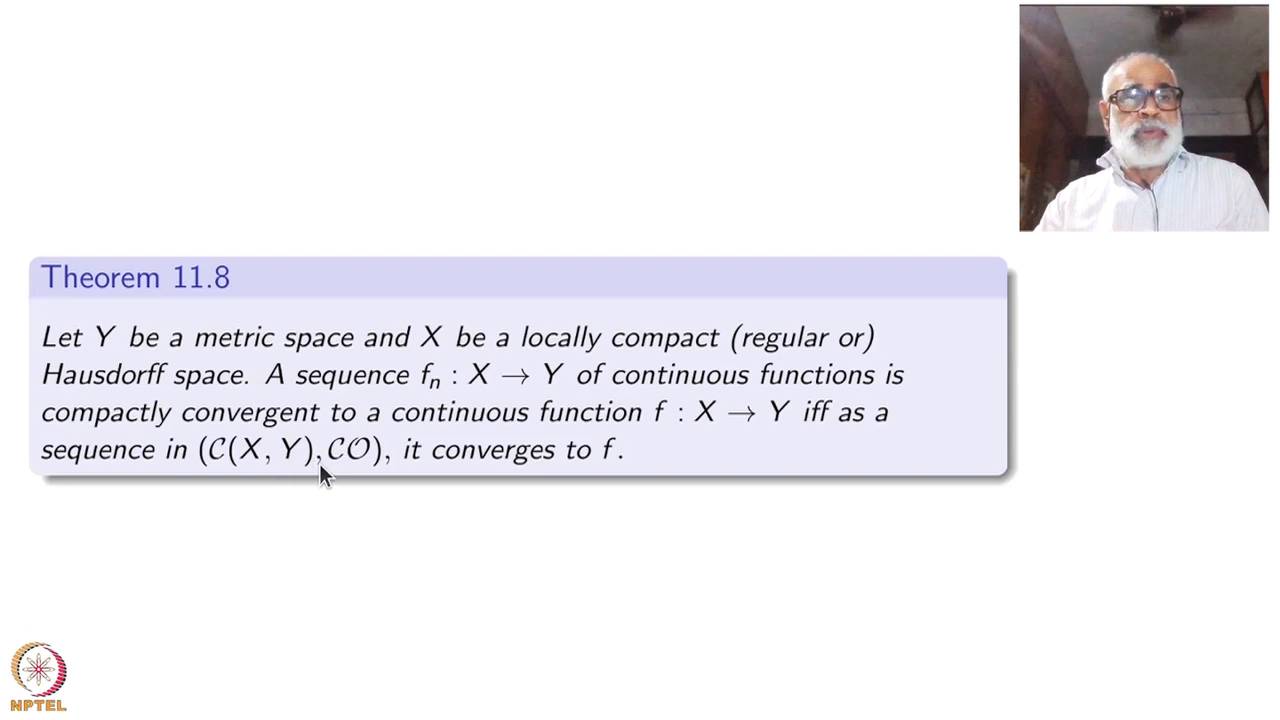 Theorem 11.8
Let Y be a metric space and X be a locally compact (regular or)
Hausdorff space. A sequence fₙ : X → Y of continuous functions is
compactly convergent to a continuous function f : X → Y iff as a
sequence in (𝒞(X, Y), 𝒞𝒪), it converges to f.
NPTEL